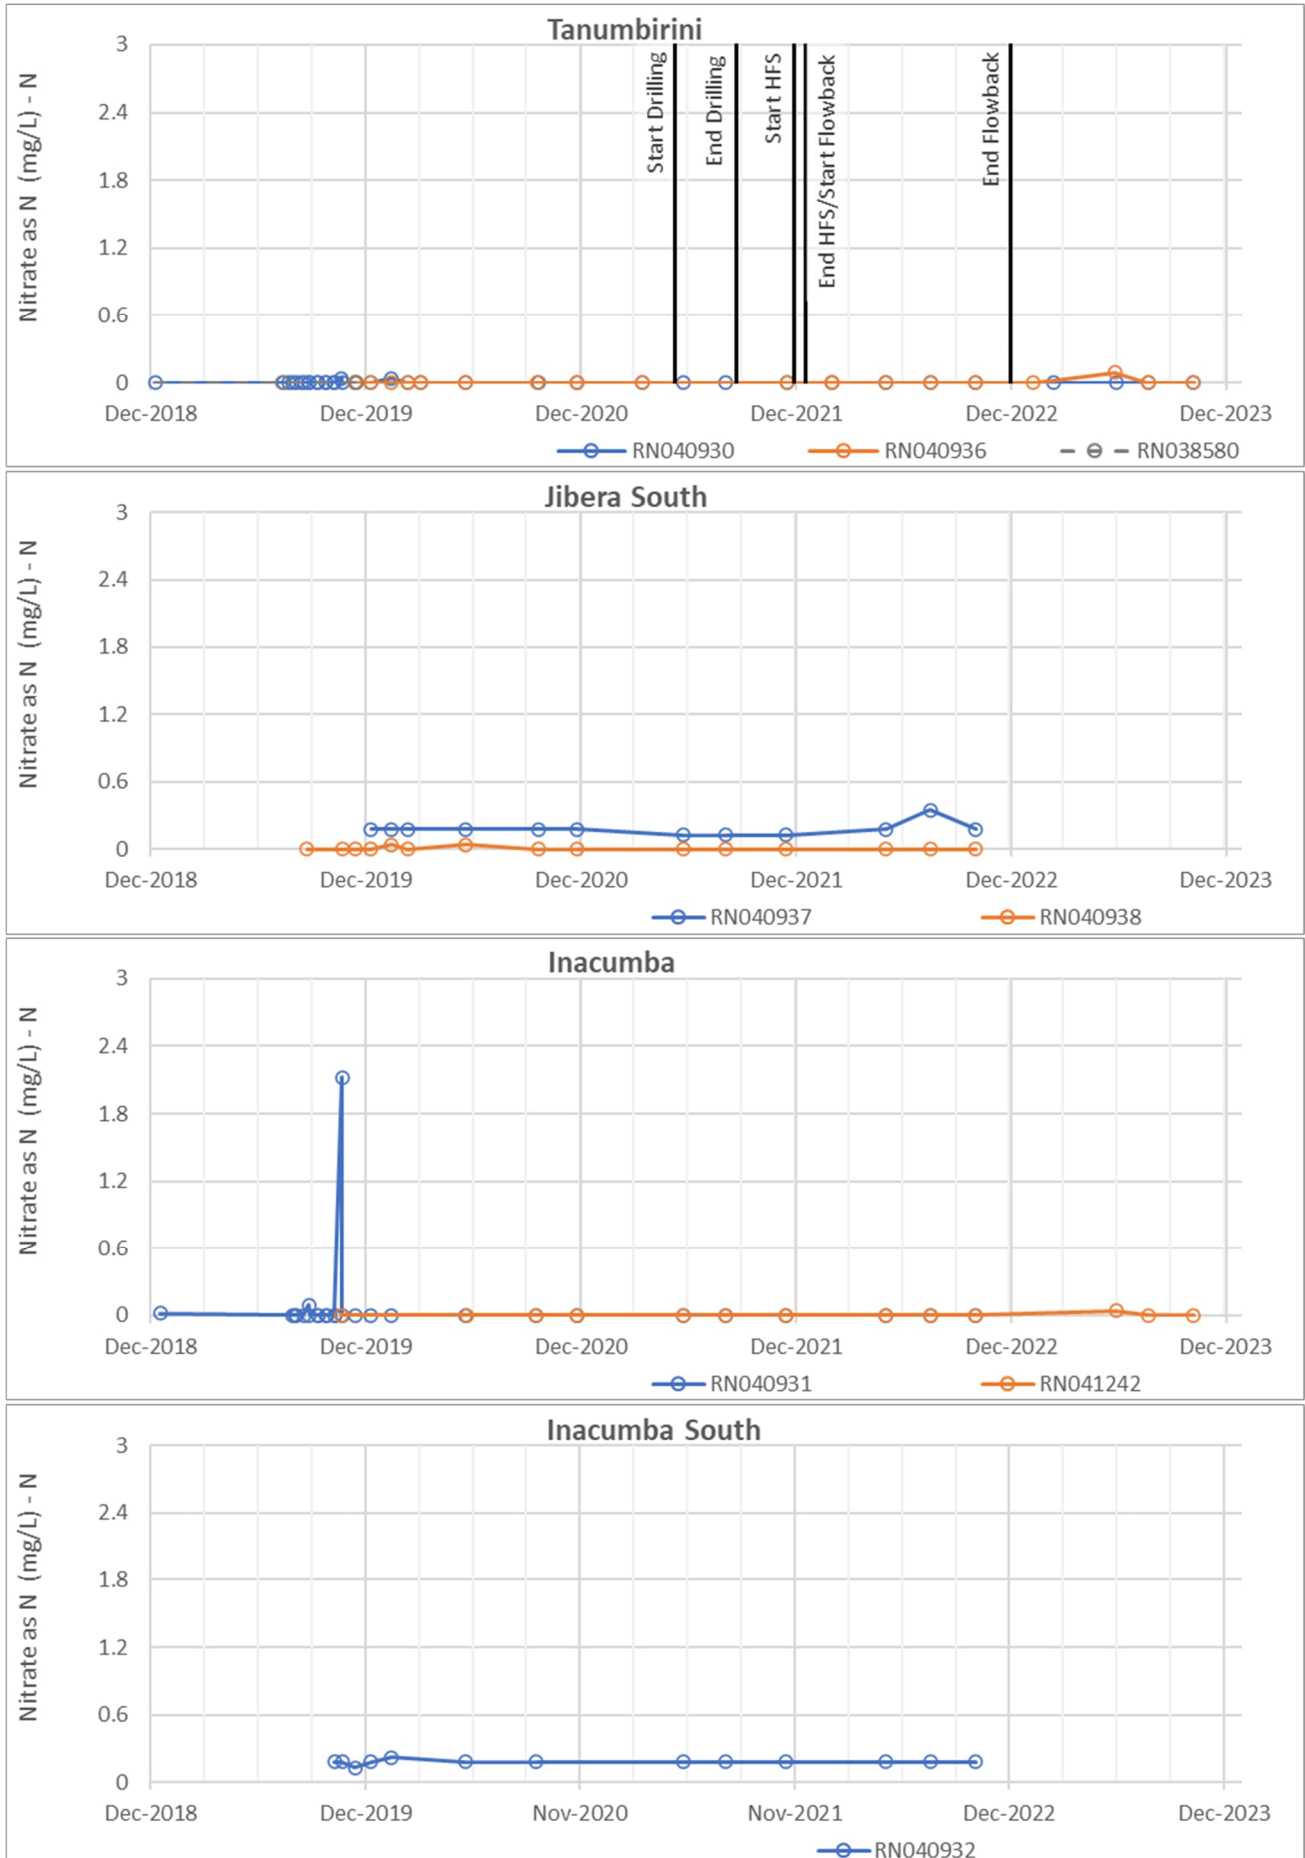 Tanumbirini
Nitrate as N (mg/L) - N
3
2.4
1.8
1.2
0.6
0
Start Drilling
End Drilling
Start HFS
End HFS/Start Flowback
End Flowback
Dec-2018 Dec-2019 Dec-2020 Dec-2021 Dec-2022 Dec-2023
RN040930 RN040936 RN038580
Jibera South
Nitrate as N (mg/L) - N
3
2.4
1.8
1.2
0.6
0
Dec-2018 Dec-2019 Dec-2020 Dec-2021 Dec-2022 Dec-2023
RN040937 RN040938
Inacumba
Nitrate as N (mg/L) - N
3
2.4
1.8
1.2
0.6
0
Dec-2018 Dec-2019 Dec-2020 Dec-2021 Dec-2022 Dec-2023
RN040931 RN041242
Inacumba South
Nitrate as N (mg/L) - N
3
2.4
1.8
1.2
0.6
0
Dec-2018 Dec-2019 Nov-2020 Nov-2021 Dec-2022 Dec-2023
RN040932